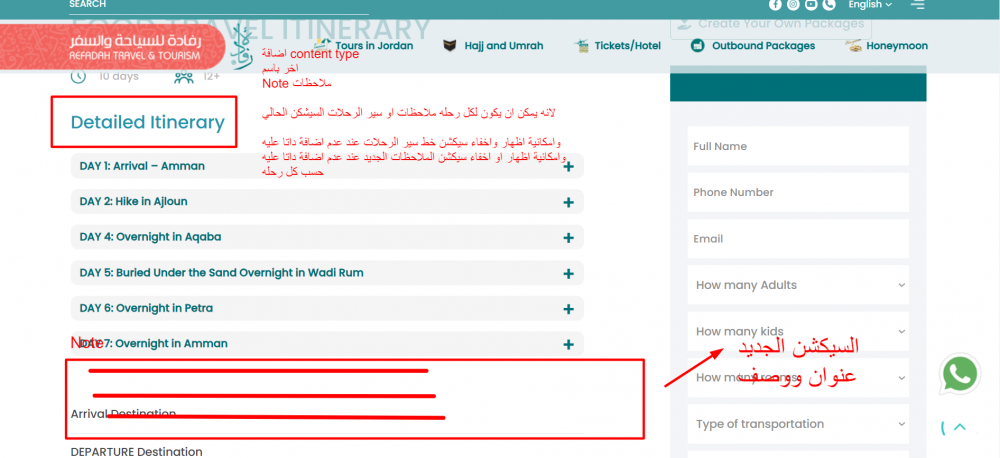 SEARCH
English
FOOD TRAVEL ITINERARY
Create Your Own Packages
رفادة للسياحة والسفر
REFADAH TRAVEL & TOURISM
Tours in Jordan
Hajj and Umrah
Tickets/Hotel
Outbound Packages
Honeymoon
10 days
12+
اضافة content type
اخر باسم
ملاحظات Note
لانه يمكن ان يكون لكل رحله ملاحظات او سير الرحلات السيشكن الحالي
وامكانية اظهار واخفاء سيكشن خط سير الرحلات عند عدم اضافة داتا عليه
وامكانية اظهار او اخفاء سيكشن الملاحظات الجديد عند عدم اضافة داتا عليه
حسب كل رحله
Detailed Itinerary
DAY 1: Arrival – Amman
DAY 2: Hike in Ajloun
DAY 4: Overnight in Aqaba
DAY 5: Buried Under the Sand Overnight in Wadi Rum
DAY 6: Overnight in Petra
DAY 7: Overnight in Amman
Note
Arrival Destination
DEPARTURE Destination
Full Name
Phone Number
Email
How many Adults
How many kids
How many rooms
Type of transportation
السيكشن الجديد
عنوان ووصف